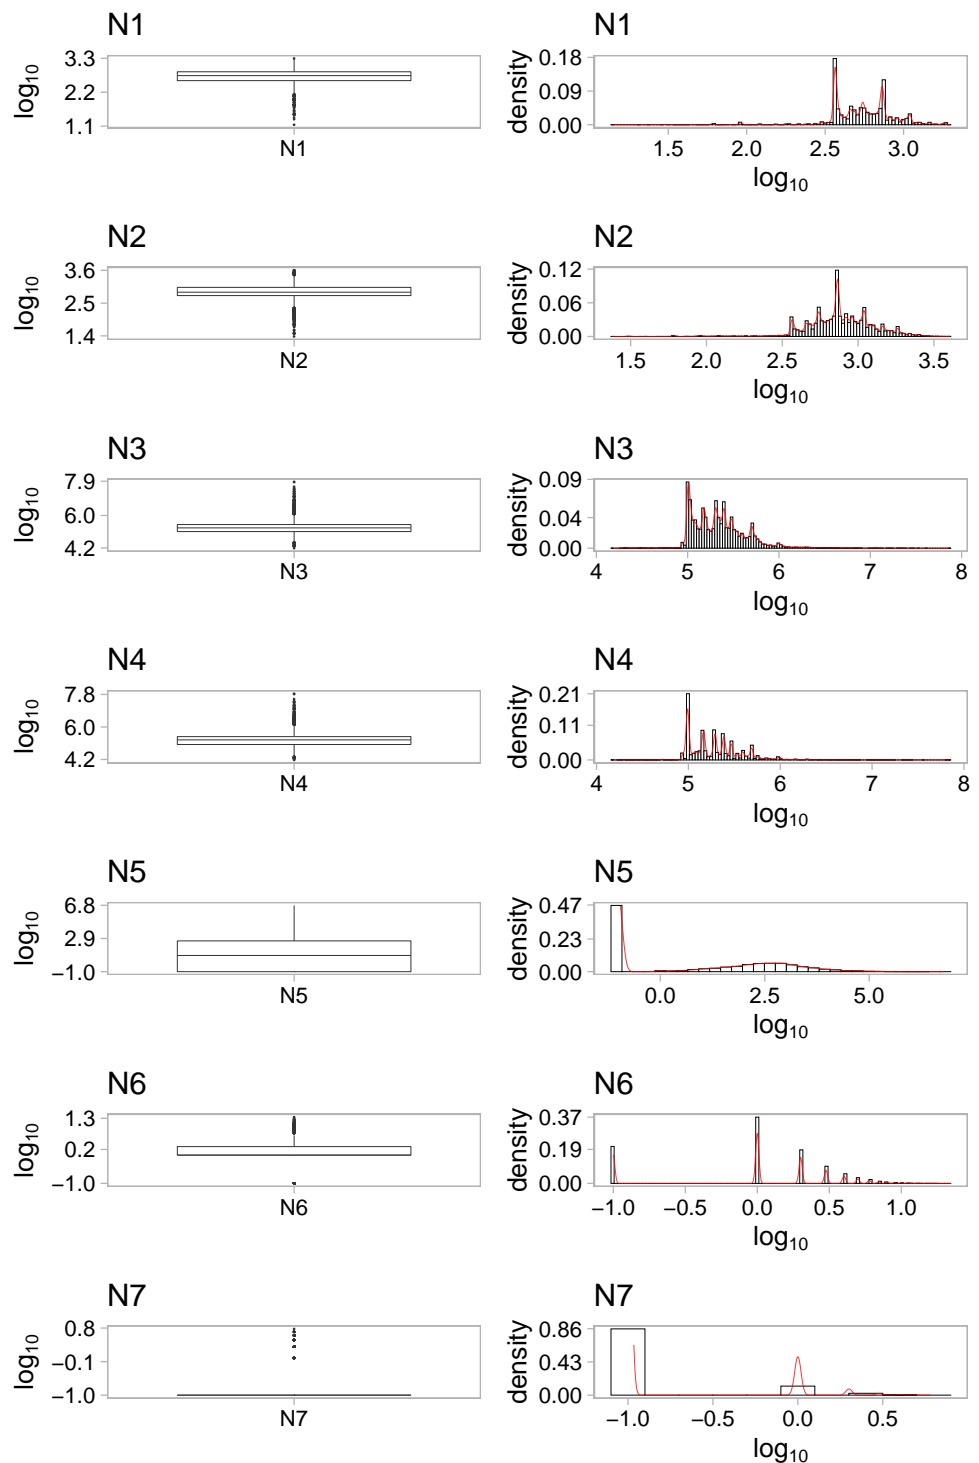 N1 N1
log10 3.3 2.2 1.1 density 0.18 0.09 0.00
N1 1.5 2.0 2.5 3.0
log10
N2 N2
log10 3.6 2.5 1.4 density 0.12 0.06 0.00
N2 1.5 2.0 2.5 3.0 3.5
log10
N3 N3
log10 7.9 6.0 4.2 density 0.09 0.04 0.00
N3 4 5 6 7 8
log10
N4 N4
log10 7.8 6.0 4.2 density 0.21 0.11 0.00
N4 4 5 6 7 8
log10
N5 N5
log10 6.8 2.9 −1.0 density 0.47 0.23 0.00
N5 0.0 2.5 5.0
log10
N6 N6
log10 1.3 0.2 −1.0 density 0.37 0.19 0.00
N6 −1.0 −0.5 0.0 0.5 1.0
log10
N7 N7
log10 0.8 −0.1 −1.0 density 0.86 0.43 0.00
N7 −1.0 −0.5 0.0 0.5
log10